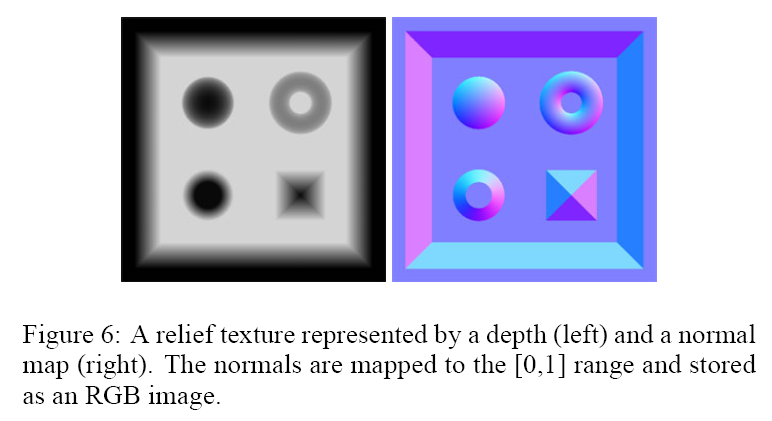 Figure 6: A relief texture represented by a depth (left) and a normal
map (right). The normals are mapped to the [0,1] range and stored
as an RGB image.